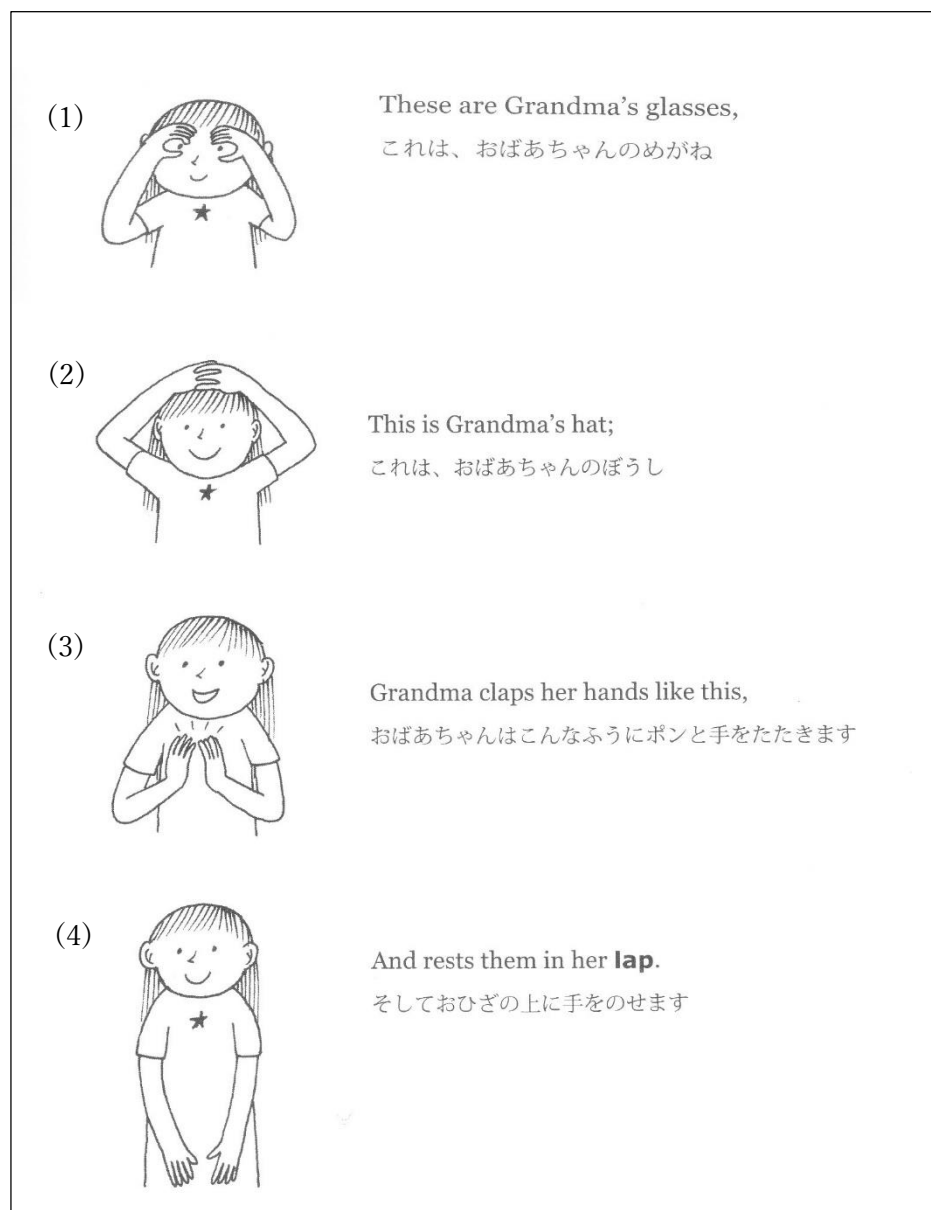 (1)
These are Grandma’s glasses,
これは、おばあちゃんのめがね
(2)
This is Grandma’s hat;
これは、おばあちゃんのぼうし
(3)
Grandma claps her hands like this,
おばあちゃんはこんなふうにポンと手をたたきます
(4)
And rests them in her lap.
そしておひざの上に手をのせます